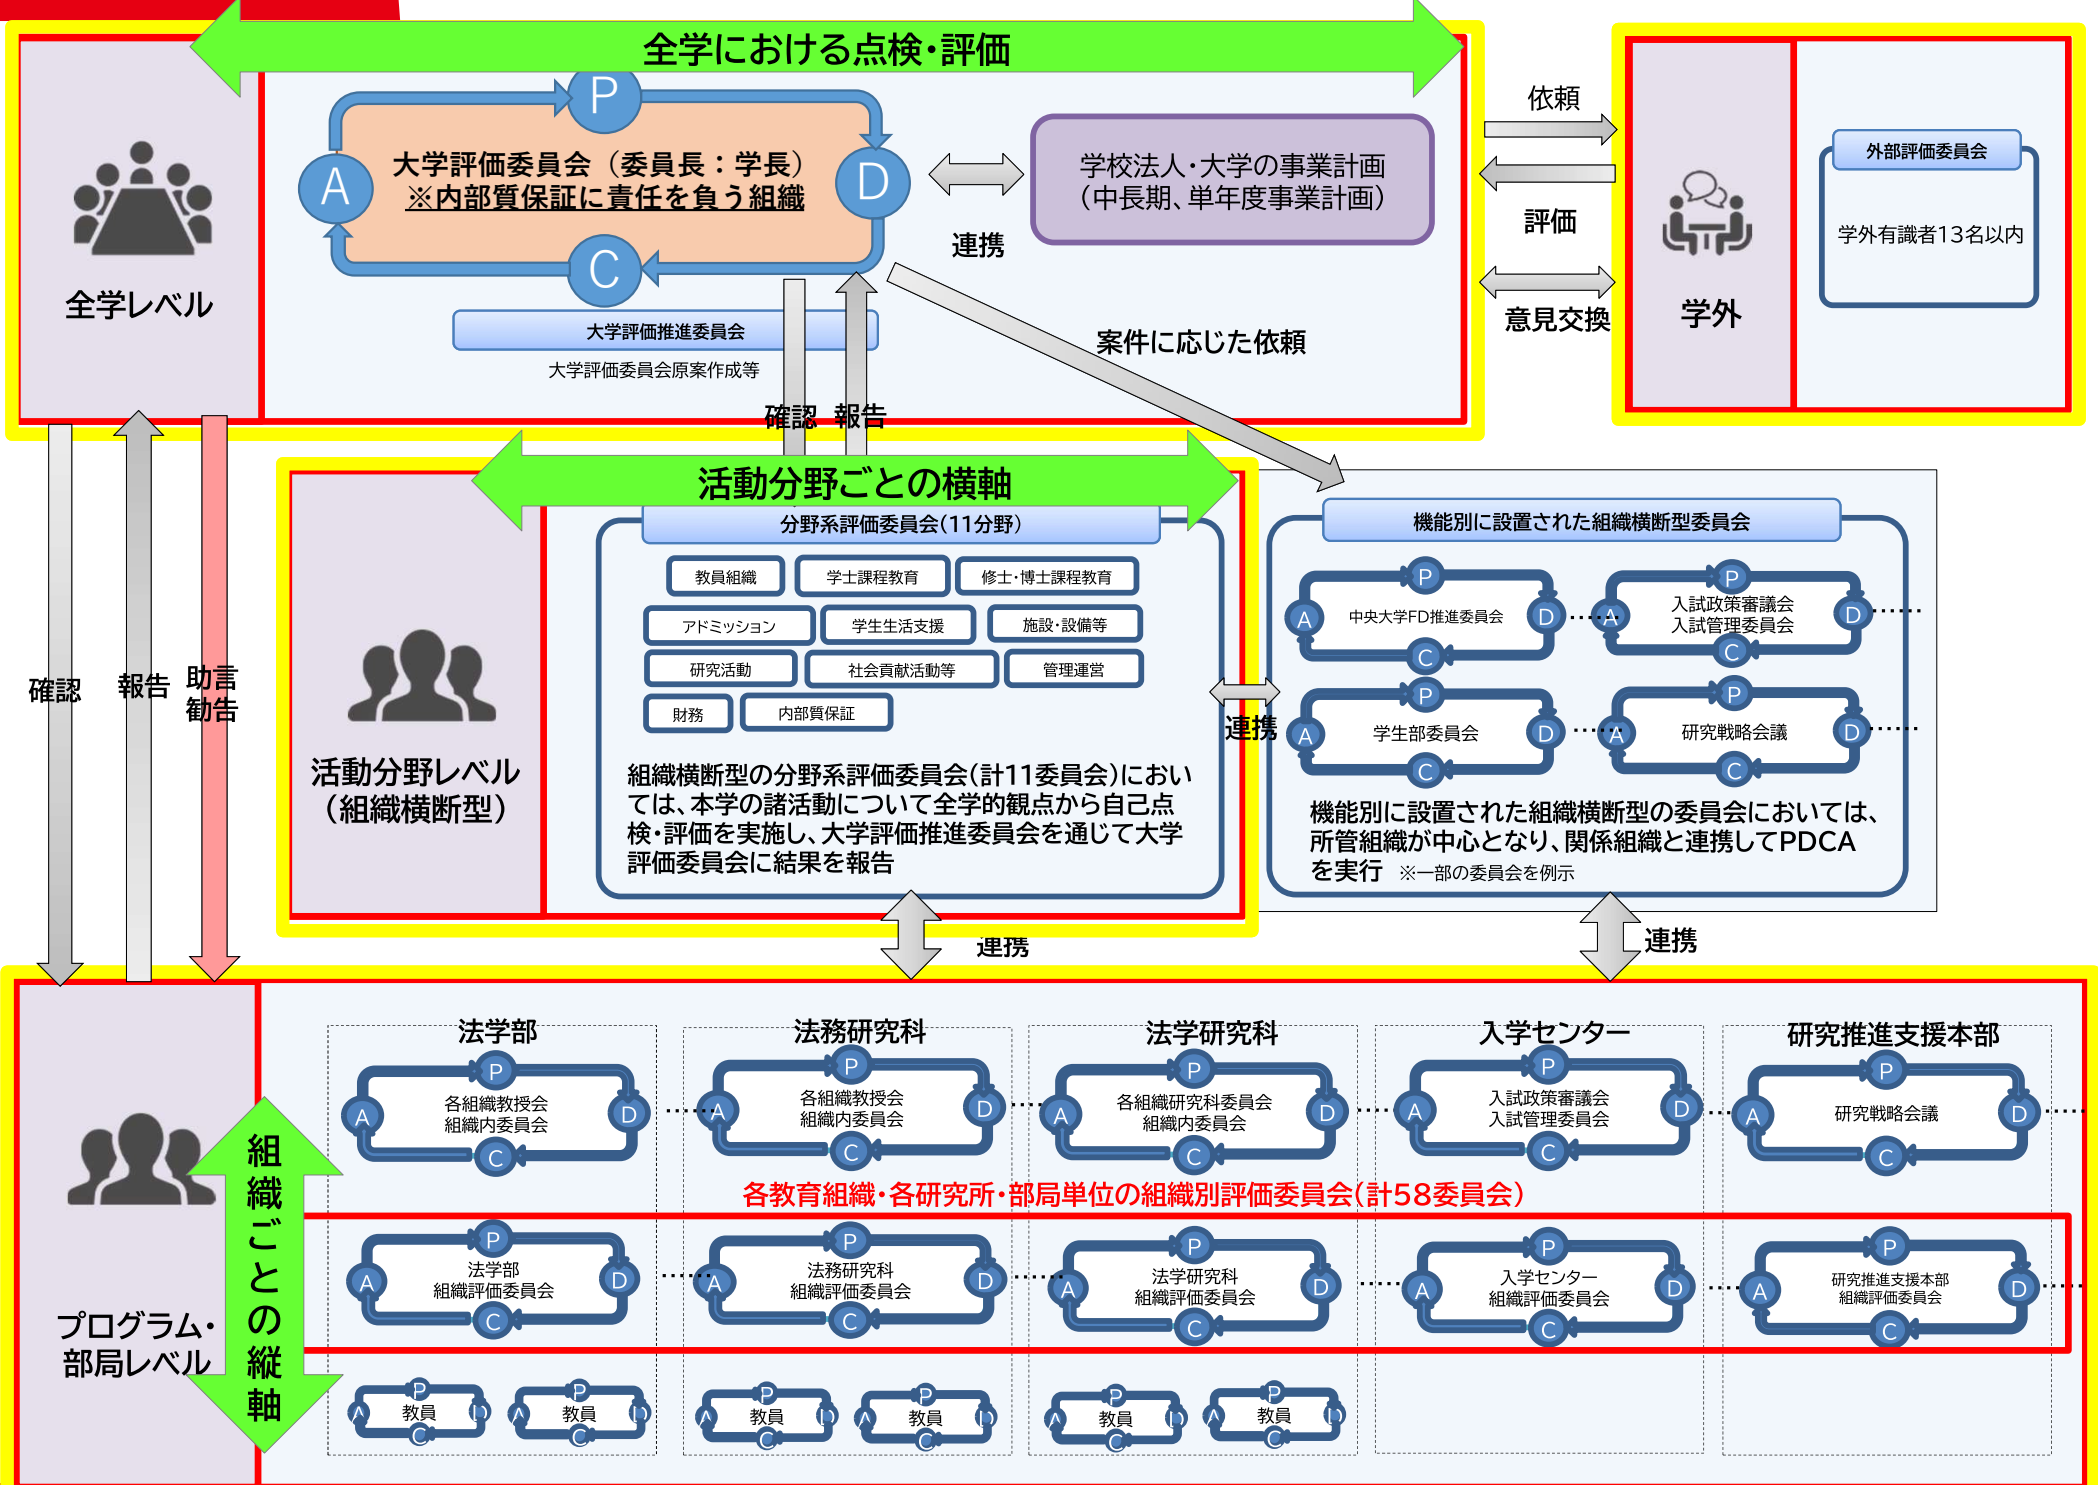 全学における点検・評価
P
A
D
C
大学評価委員会（委員長：学長）
※内部質保証に責任を負う組織
学校法人・大学の事業計画
（中長期、単年度事業計画）
連携
全学レベル
大学評価推進委員会
大学評価委員会原案作成等
依頼
評価
意見交換
学外
外部評価委員会
学外有識者13名以内
案件に応じた依頼
確認
報告
確認
報告
助言
勧告
活動分野ごとの横軸
活動分野レベル
（組織横断型）
分野系評価委員会（11分野）
教員組織
学士課程教育
修士・博士課程教育
アドミッション
学生生活支援
施設・設備等
研究活動
社会貢献活動等
管理運営
財務
内部質保証
組織横断型の分野系評価委員会（計11委員会）におい
ては、本学の諸活動について全学的観点から自己点
検・評価を実施し、大学評価推進委員会を通じて大学
評価委員会に結果を報告
連携
機能別に設置された組織横断型委員会
P
A
中央大学FD推進委員会
D
C
P
A
入試政策審議会
入試管理委員会
D
C
P
A
学生部委員会
D
C
P
A
研究戦略会議
D
C
機能別に設置された組織横断型の委員会においては、
所管組織が中心となり、関係組織と連携してPDCA
を実行 ※一部の委員会を例示
連携
連携
プログラム・
部局レベル
組織ごとの縦軸
法学部
P
A
各組織教授会
組織内委員会
D
C
法務研究科
P
A
各組織教授会
組織内委員会
D
C
法学研究科
P
A
各組織研究科委員会
組織内委員会
D
C
入学センター
P
A
入試政策審議会
入試管理委員会
D
C
研究推進支援本部
P
A
研究戦略会議
D
C
各教育組織・各研究所・部局単位の組織別評価委員会（計58委員会）
P
A
法学部
組織評価委員会
D
C
P
A
法務研究科
組織評価委員会
D
C
P
A
法学研究科
組織評価委員会
D
C
P
A
入学センター
組織評価委員会
D
C
P
A
研究推進支援本部
組織評価委員会
D
C
P
A
教員
D
C
P
A
教員
D
C
P
A
教員
D
C
P
A
教員
D
C
P
A
教員
D
C
P
A
教員
D
C